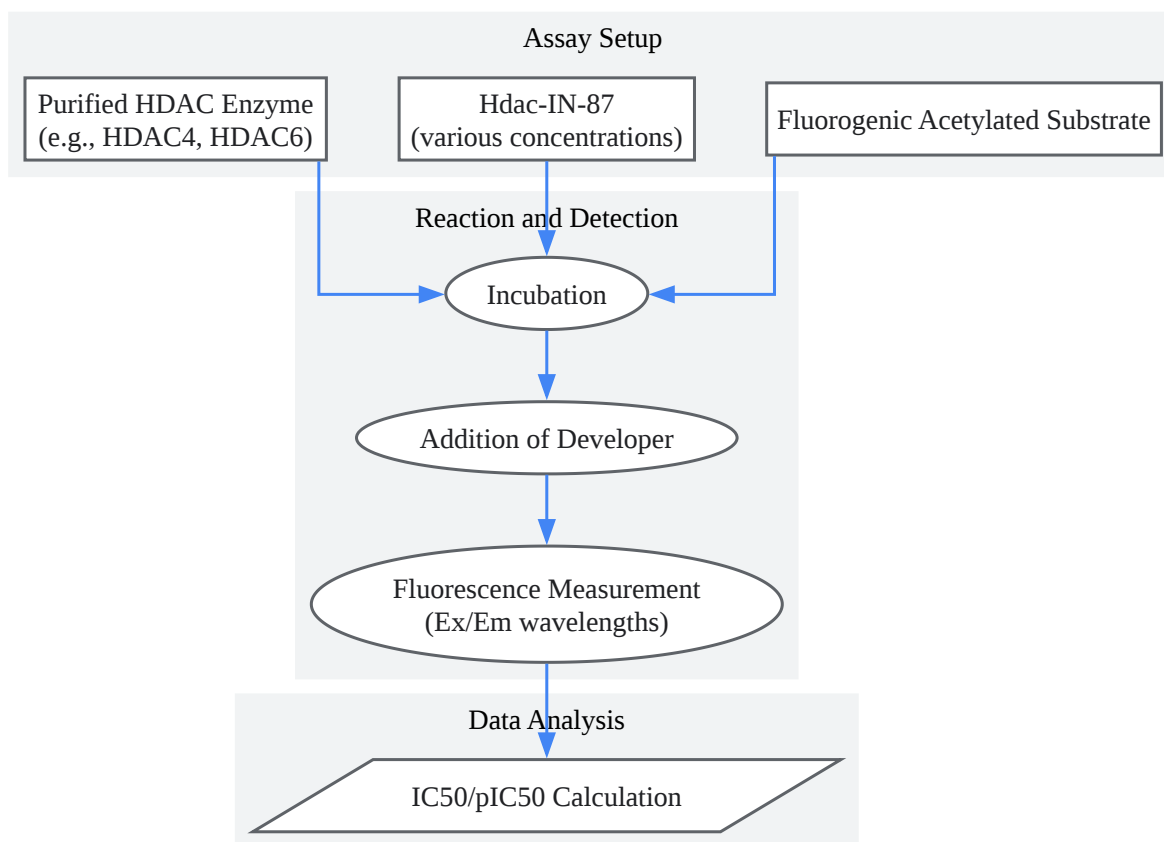 Assay Setup
Purified HDAC Enzyme
(e.g., HDAC4, HDAC6)
Hdac-IN-87
(various concentrations)
Fluorogenic Acetylated Substrate
Reaction and Detection
Incubation
Addition of Developer
Fluorescence Measurement
(Ex/Em wavelengths)
Data Analysis
IC50/pIC50 Calculation